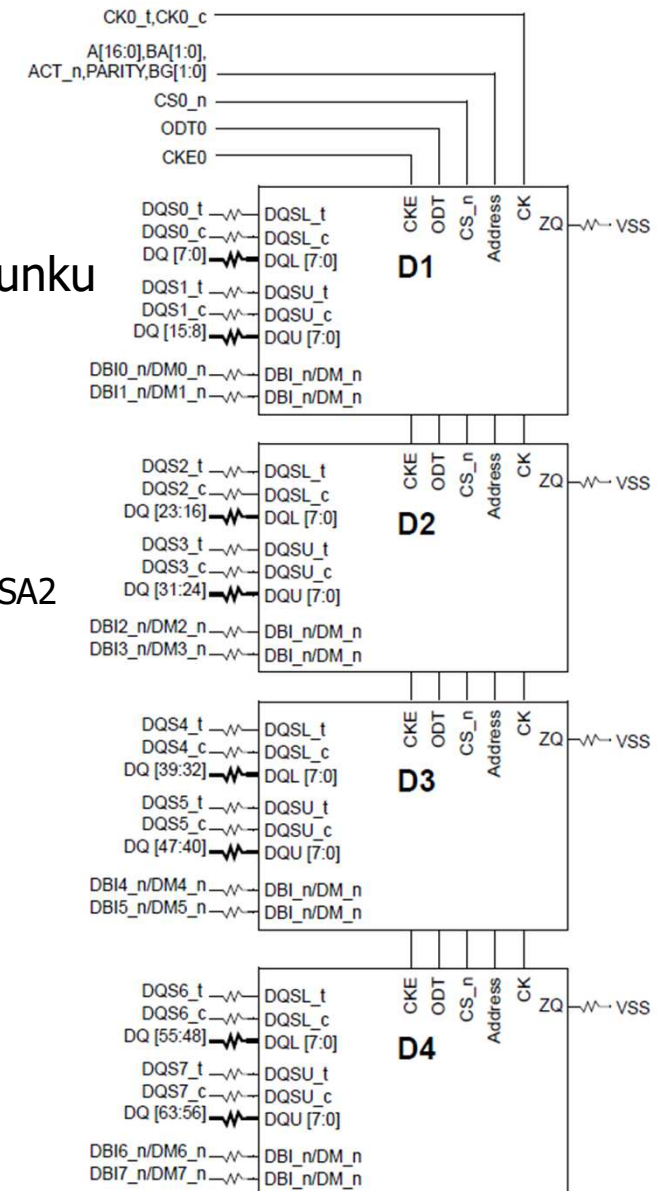 CK0_t,CK0_c
A[16:0],BA[1:0],
ACT_n,PARITY,BG[1:0]
CS0_n
ODT0
CKE0
unku
SA2
DQS0_t
DQS0_c
DQ [7:0]
DQS1_t
DQS1_c
DQ [15:8]
DBI0_n/DM0_n
DBI1_n/DM1_n
DQSL_t
DQSL_c
DQL [7:0]
DQSU_t
DQSU_c
DQU [7:0]
DBI_n/DM_n
DBI_n/DM_n
CKE
ODT
CS_n
Address
CK
D1
ZQ
VSS
DQS2_t
DQS2_c
DQ [23:16]
DQS3_t
DQS3_c
DQ [31:24]
DBI2_n/DM2_n
DBI3_n/DM3_n
DQSL_t
DQSL_c
DQL [7:0]
DQSU_t
DQSU_c
DQU [7:0]
DBI_n/DM_n
DBI_n/DM_n
CKE
ODT
CS_n
Address
CK
D2
ZQ
VSS
DQS4_t
DQS4_c
DQ [39:32]
DQS5_t
DQS5_c
DQ [47:40]
DBI4_n/DM4_n
DBI5_n/DM5_n
DQSL_t
DQSL_c
DQL [7:0]
DQSU_t
DQSU_c
DQU [7:0]
DBI_n/DM_n
DBI_n/DM_n
CKE
ODT
CS_n
Address
CK
D3
ZQ
VSS
DQS6_t
DQS6_c
DQ [55:48]
DQS7_t
DQS7_c
DQ [63:56]
DBI6_n/DM6_n
DBI7_n/DM7_n
DQSL_t
DQSL_c
DQL [7:0]
DQSU_t
DQSU_c
DQU [7:0]
DBI_n/DM_n
DBI_n/DM_n
CKE
ODT
CS_n
Address
CK
D4
ZQ
VSS